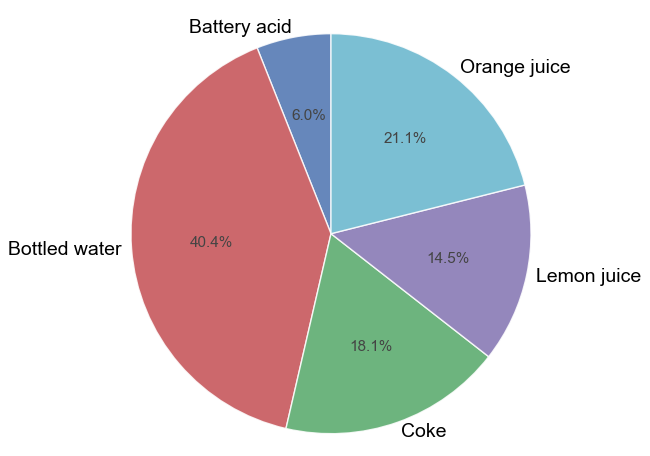 Battery acid
Orange juice
6.0%
21.1%
Bottled water
40.4%
14.5%
Lemon juice
18.1%
Coke